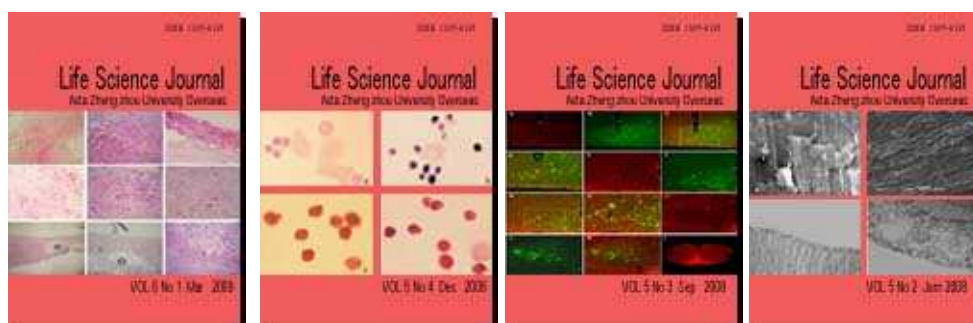 Life Science Journal
Acta Zhengzhou University Overseas
VOL 6 No 1 Mar 2009
Life Science Journal
Acta Zhengzhou University Overseas
VOL 5 No 4 Dec 2008
Life Science Journal
Acta Zhengzhou University Overseas
VOL 5 No 3 Sep 2008
Life Science Journal
Acta Zhengzhou University Overseas
VOL 5 No 2 2008